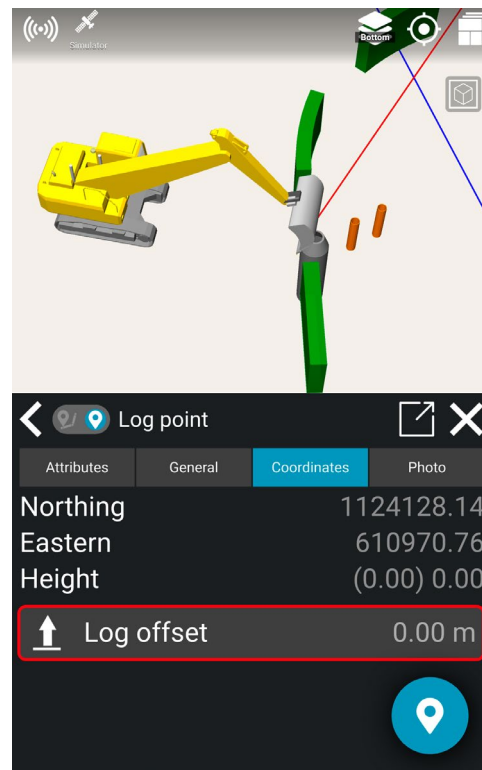 Simulator
Bottom
Log point
Attributes General Coordinates Photo
Northing 1124128.14
Eastern 610970.76
Height (0.00) 0.00
Log offset 0.00 m